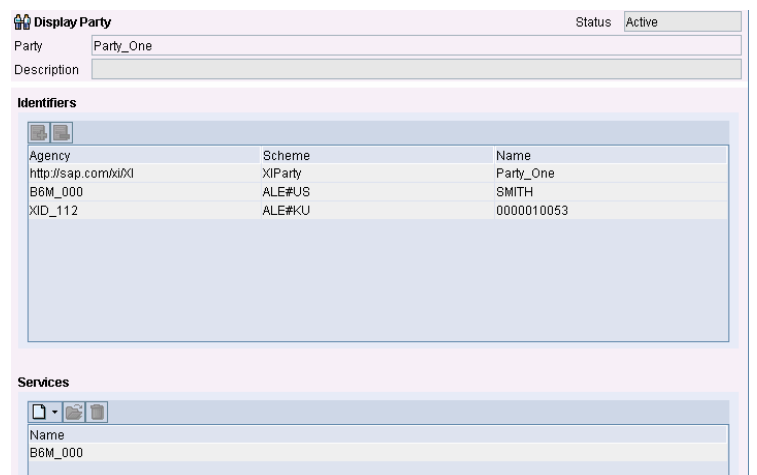 Display Party Status Active
Party Party_One
Description
Identifiers
Agency Scheme Name
http://sap.com/xi/XI XIParty Party_One
B6M_000 ALE#US SMITH
XID_112 ALE#KU 0000010053
Services
Name
B6M_000